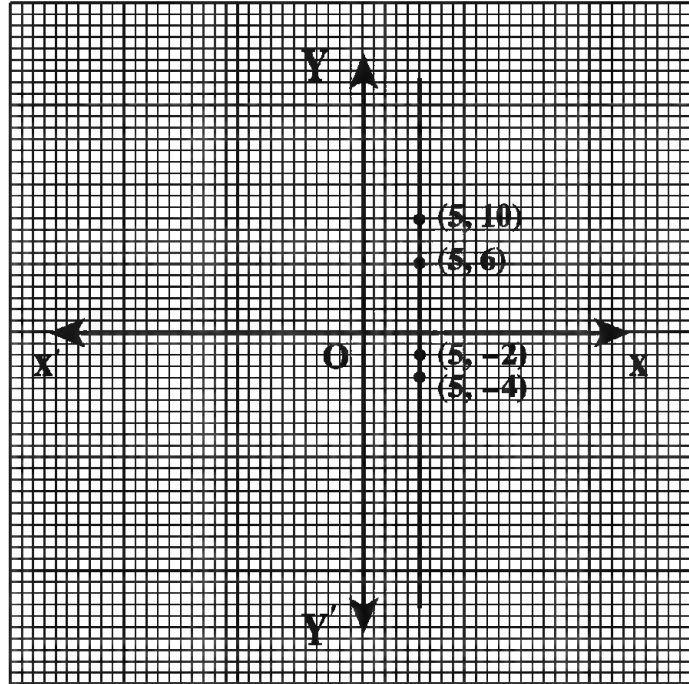 Y
(5, 10)
(5, 6)
X′
O
(5, −2)
X
(5, −4)
Y′